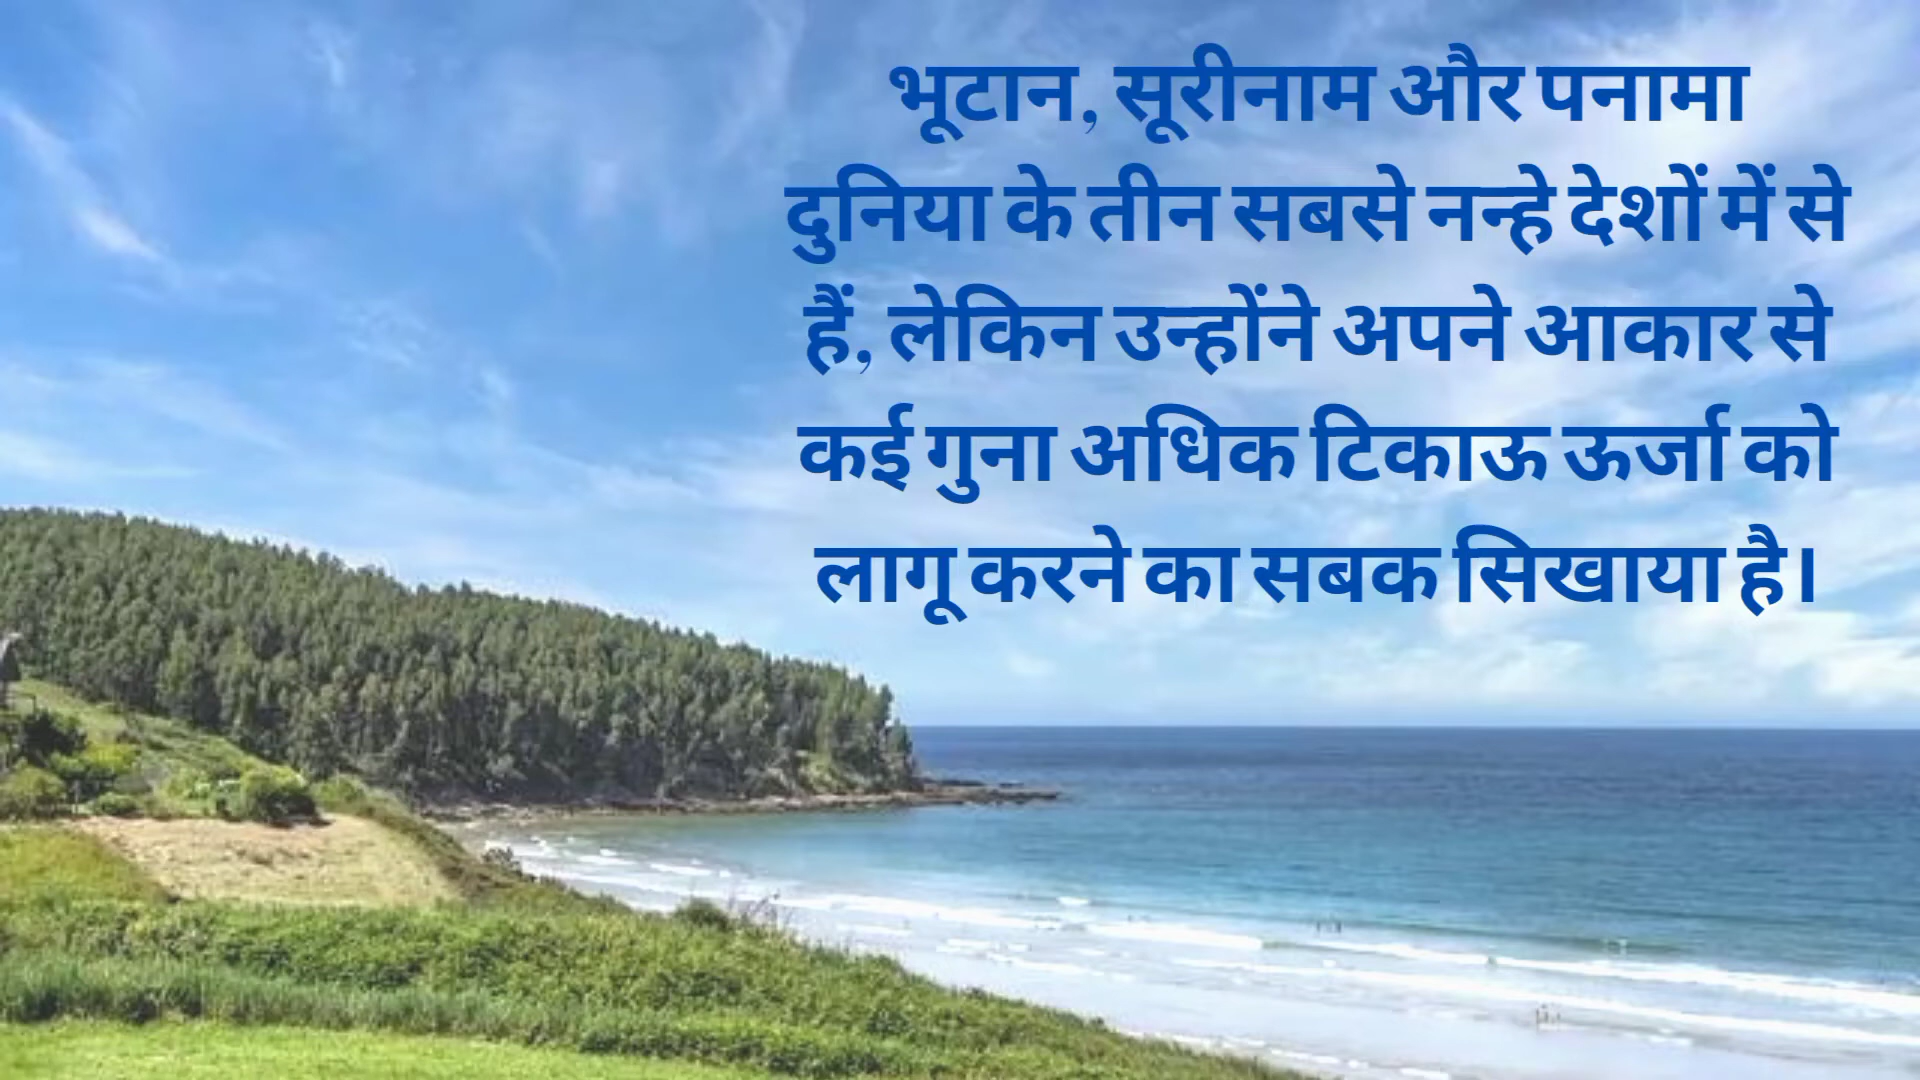 भूटान, सूरीनाम और पनामा
दुनिया के तीन सबसे नन्हे देशों में से
हैं, लेकिन उन्होंने अपने आकार से
कई गुना अधिक टिकाऊ ऊर्जा को
लागू करने का सबक सिखाया है।